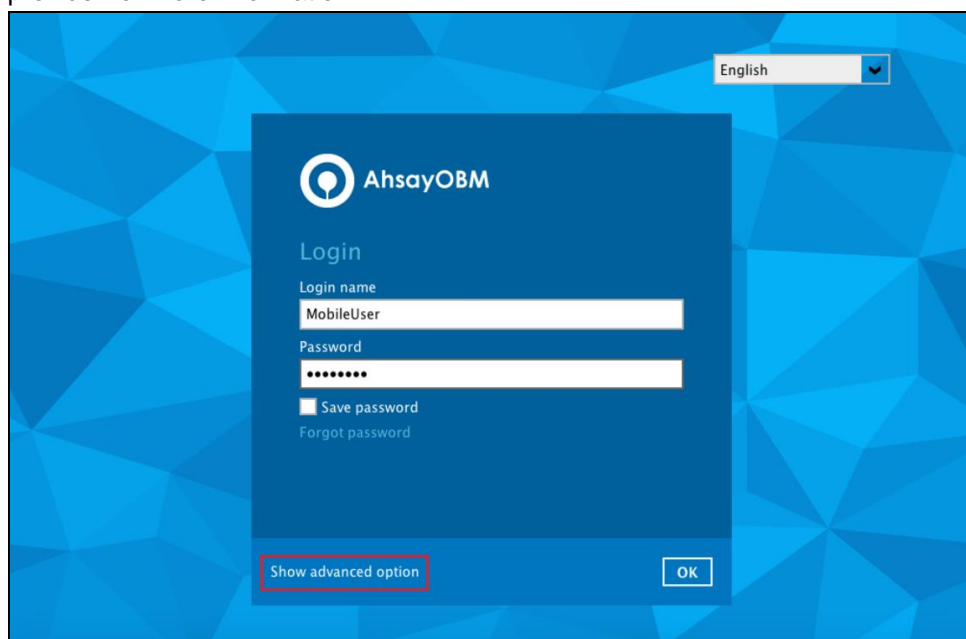 English
AhsayOBM
Login
Login name
MobileUser
Password
••••••••
Save password
Forgot password
Show advanced option
OK